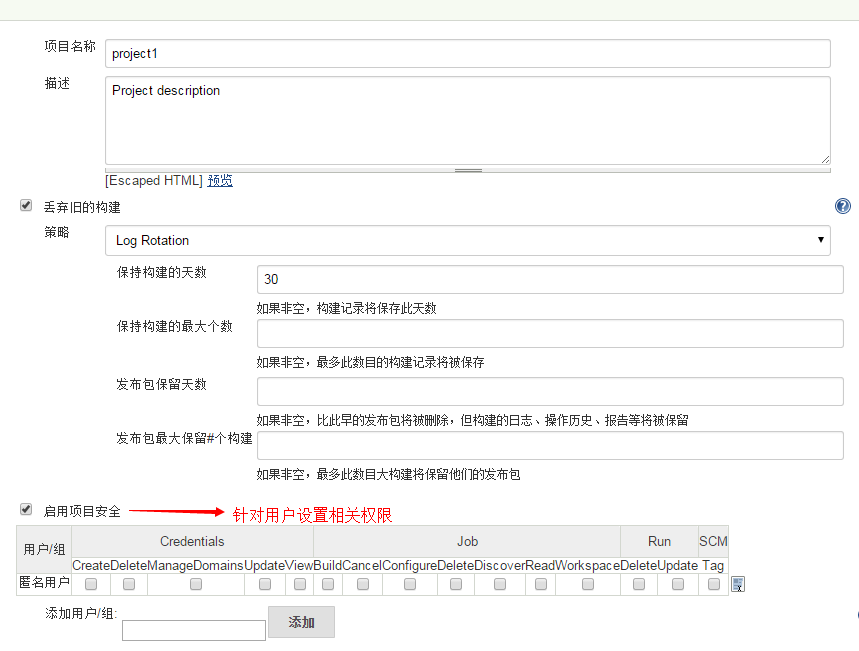 项目名称
project1
描述
Project description
[Escaped HTML] 预览
丢弃旧的构建
策略
Log Rotation
保持构建的天数
30
如果非空，构建记录将保存此天数
保持构建的最大个数
如果非空，最多此数目的构建记录将被保存
发布包保留天数
如果非空，比此早的发布包将被删除，但构建的日志、操作历史、报告等将被保留
发布包最大保留#个构建
如果非空，最多此数目大构建将保留他们的发布包
启用项目安全 针对用户设置相关权限
用户/组 Credentials Job Run SCM
Create Delete ManageDomains Update View Build Cancel Configure Delete Discover Read Workspace Delete Update Tag
匿名用户
添加用户/组:
添加